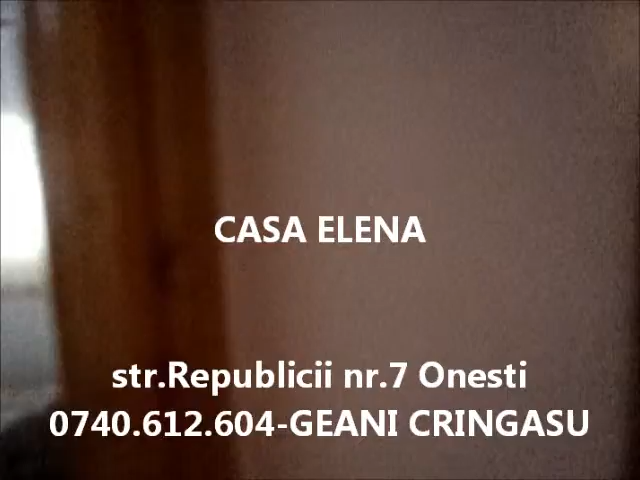 CASA ELENA
str.Republicii nr.7 Onesti
0740.612.604-GEANI CRINGASU